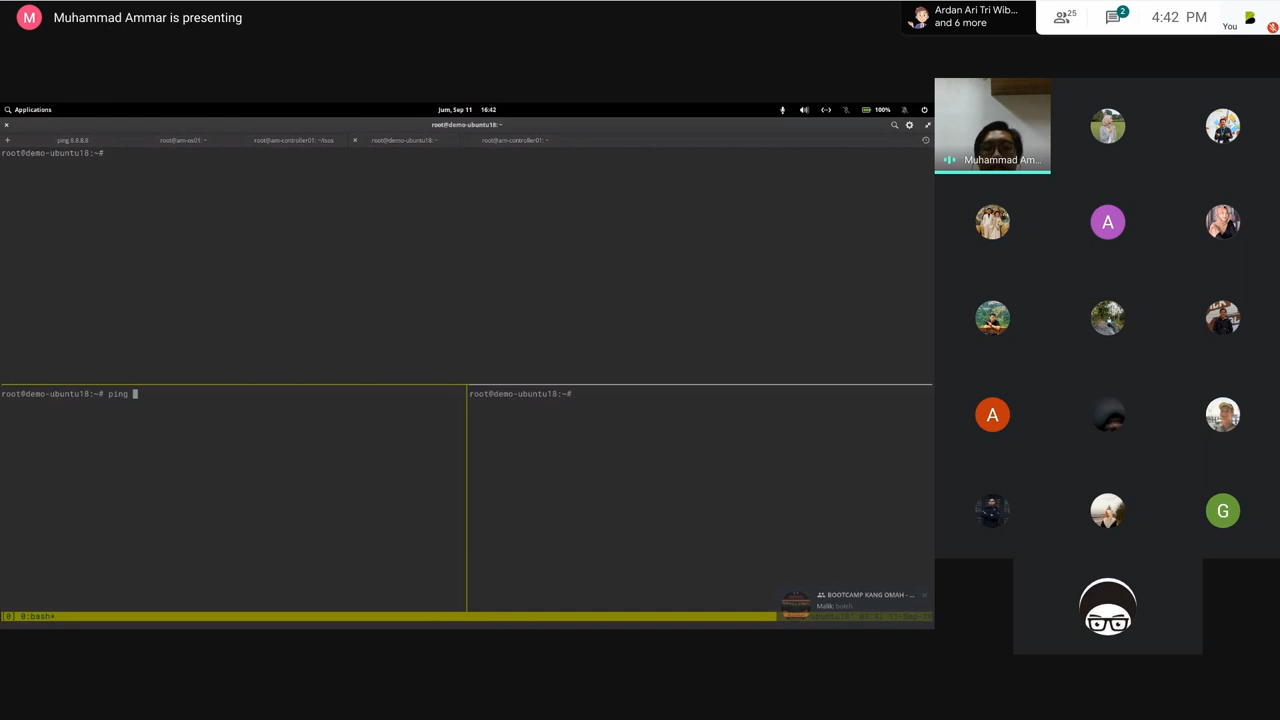 M Muhammad Ammar is presenting
Ardan Ari Tri Wib...
and 6 more
25
2
4:42 PM
You
Applications
Jum, Sep 11 16:42
100%
root@demo-ubuntu18: ~
ping 8.8.8.8
root@am-os01: ~
root@am-controller01: ~/tsos
root@demo-ubuntu18: ~
root@am-controller01: ~
root@demo-ubuntu18:~#
Muhammad Am...
A
root@demo-ubuntu18:~# ping
root@demo-ubuntu18:~#
A
G
BOOTCAMP KANG OMAH - ...
Malik: boleh
[0] 0:bash*